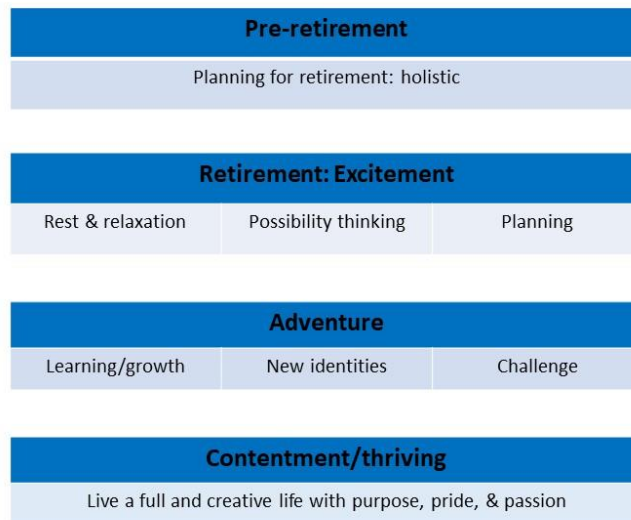 Pre-retirement
Planning for retirement: holistic
Retirement: Excitement
Rest & relaxation Possibility thinking Planning
Adventure
Learning/growth New identities Challenge
Contentment/thriving
Live a full and creative life with purpose, pride, & passion